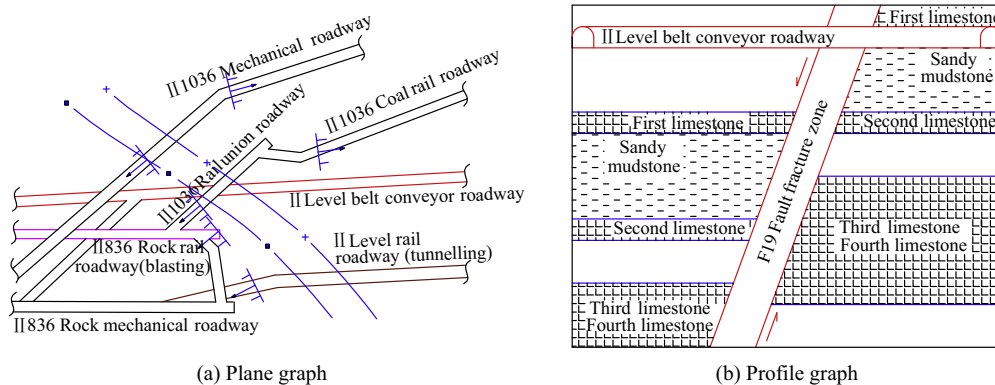 Ⅱ1036 Mechanical roadway
Ⅱ1036 Coal rail roadway
Ⅱ1036 Rail union roadway
Ⅱ Level belt conveyor roadway
Ⅱ836 Rock rail
roadway(blasting)
Ⅱ Level rail
roadway (tunnelling)
Ⅱ836 Rock mechanical roadway
(a) Plane graph
First limestone
Ⅱ Level belt conveyor roadway
Sandy
mudstone
First limestone
Second limestone
Sandy
mudstone
F19 Fault fracture zone
Second limestone
Third limestone
Fourth limestone
Third limestone
Fourth limestone
(b) Profile graph